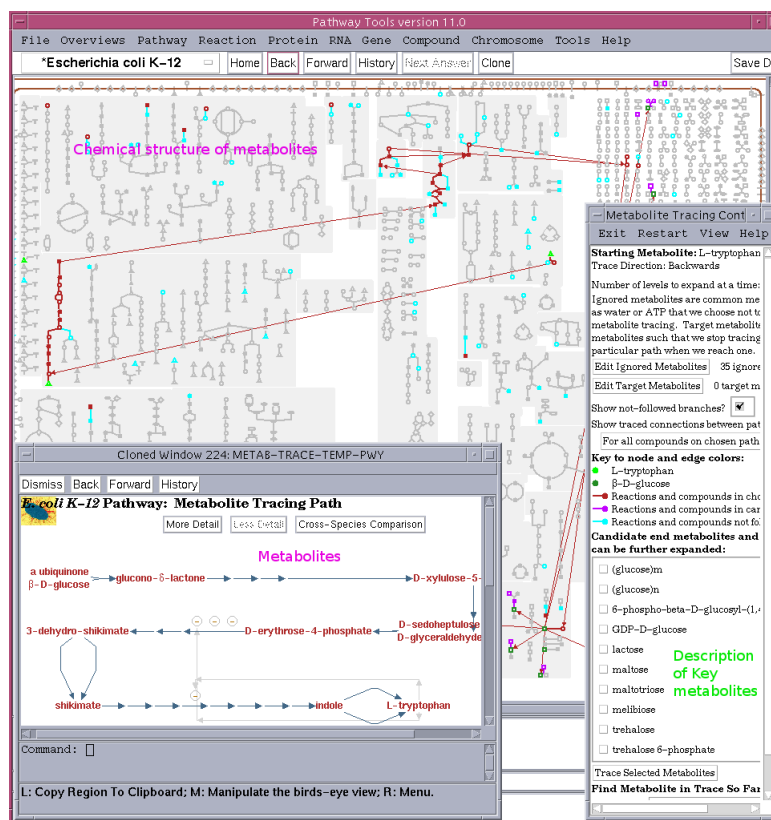 Pathway Tools version 11.0
File Overviews Pathway Reaction Protein RNA Gene Compound Chromosome Tools Help
*Escherichia coli K-12 Home Back Forward History Next Answer Clone Save D
Chemical structure of metabolites
Metabolite Tracing Cont
Exit Restart View Help
Starting Metabolite: L-tryptophan
Trace Direction: Backwards
Number of levels to expand at a time:
Ignored metabolites are common me
as water or ATP that we choose not to
metabolite tracing. Target metabolite
metabolites such that we stop tracing
particular path when we reach one.
Edit Ignored Metabolites 35 ignore
Edit Target Metabolites 0 target m
Show not-followed branches?
Show traced connections between pat
For all compounds on chosen path
Key to node and edge colors:
L-tryptophan
β-D-glucose
Reactions and compounds in cho
Reactions and compounds in can
Reactions and compounds not fol
Candidate end metabolites and
can be further expanded:
(glucose)m
(glucose)n
6-phospho-beta-D-glucosyl-(1,4
GDP-D-glucose
lactose
maltose
maltotriose
melibiose
trehalose
trehalose 6-phosphate
Description
of Key
metabolites
Trace Selected Metabolites
Find Metabolite in Trace So Far
Cloned Window 224: METAB-TRACE-TEMP-PWY
Dismiss Back Forward History
E. coli K-12 Pathway: Metabolite Tracing Path
More Detail Less Detail Cross-Species Comparison
Metabolites
a ubiquinone
β-D-glucose
glucono-δ-lactone
D-xylulose-5-
3-dehydro-shikimate
D-erythrose-4-phosphate
D-sedoheptulose
D-glyceraldehyde
shikimate
indole
L-tryptophan
Command:
L: Copy Region To Clipboard; M: Manipulate the birds-eye view; R: Menu.